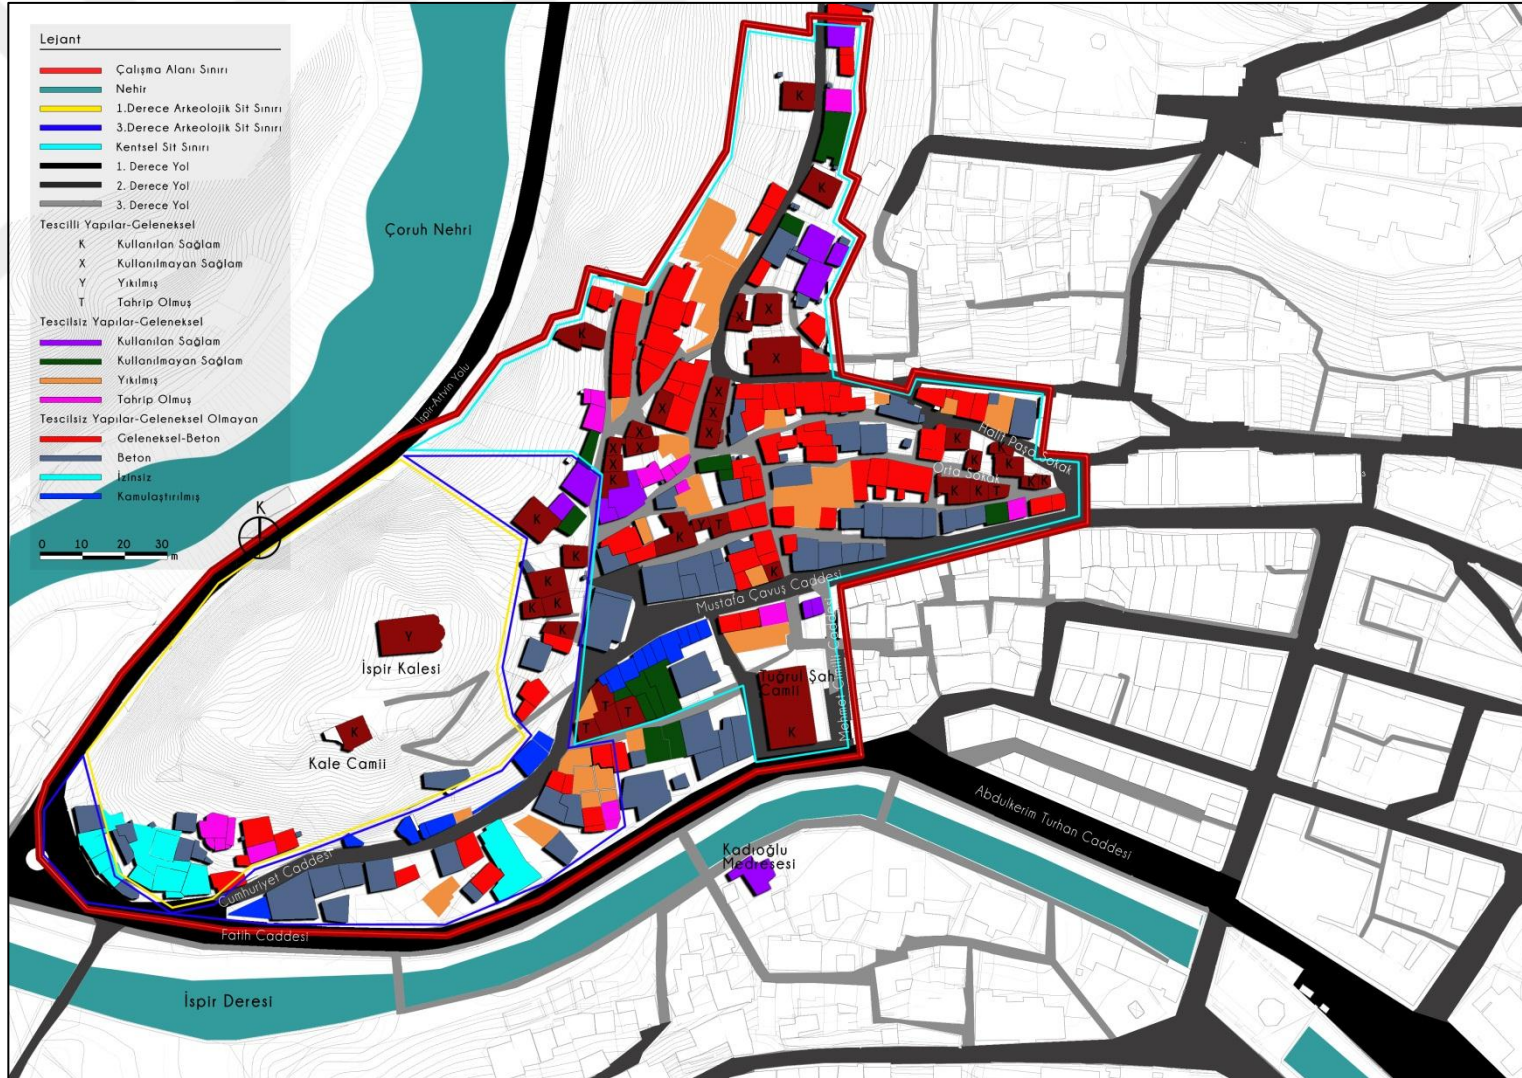 Lejant
Çalışma Alanı Sınırı
Nehir
1.Derece Arkeolojik Sit Sınırı
3.Derece Arkeolojik Sit Sınırı
Kentsel Sit Sınırı
1. Derece Yol
2. Derece Yol
3. Derece Yol
Tescilli Yapılar-Geleneksel
K Kullanılan Sağlam
X Kullanılmayan Sağlam
Y Yıkılmış
T Tahrip Olmuş
Tescilsiz Yapılar-Geleneksel
Kullanılan Sağlam
Kullanılmayan Sağlam
Yıkılmış
Tahrip Olmuş
Tescilsiz Yapılar-Geleneksel Olmayan
Geleneksel-Beton
Beton
İzinsiz
Kamulaştırılmış
K
0 10 20 30 m
Çoruh Nehri
İspir-Artvin Yolu
Halit Paşa Sokak
Orta Sokak
Mustafa Çavuş Caddesi
Mehmet Cimilli Caddesi
Tuğrul Şah
Camii
K
Y
İspir Kalesi
K
Kale Camii
Cumhuriyet Caddesi
Fatih Caddesi
İspir Deresi
Kadıoğlu
Medresesi
Abdulkerim Turhan Caddesi